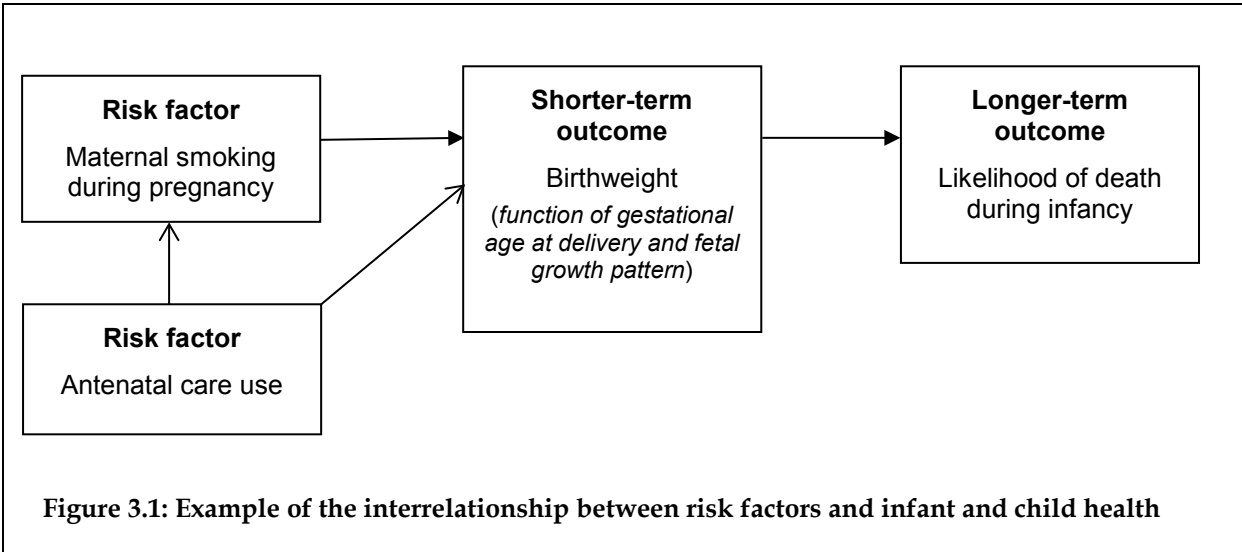 Risk factor
Maternal smoking
during pregnancy
Risk factor
Antenatal care use
Shorter-term
outcome
Birthweight
(function of gestational
age at delivery and fetal
growth pattern)
Longer-term
outcome
Likelihood of death
during infancy
Figure 3.1: Example of the interrelationship between risk factors and infant and child health